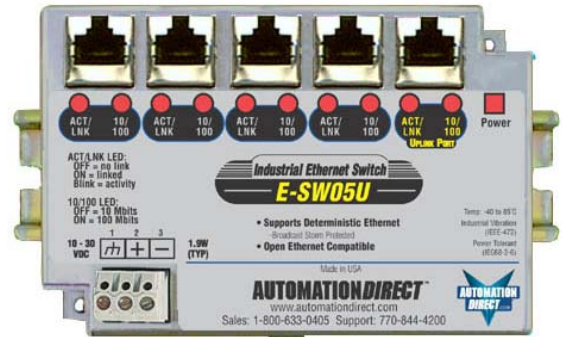 ACT/ LNK 10/ 100 ACT/ LNK 10/ 100 ACT/ LNK 10/ 100 ACT/ LNK 10/ 100 ACT/ LNK 10/ 100
UPLINK PORT
Power
ACT/LNK LED:
OFF = no link
ON = linked
Blink = activity
10/100 LED:
OFF = 10 Mbits
ON = 100 Mbits
Industrial Ethernet Switch
E-SW05U
• Supports Deterministic Ethernet
–Broadcast Storm Protected
• Open Ethernet Compatible
Temp: -40 to 85°C
Industrial Vibration
(IEEE-472)
Power Tolerant
(IEC68-2-6)
10 - 30
VDC
1 2 3
+ −
1.9W
(TYP)
Made in USA
AUTOMATIONDIRECT™
www.automationdirect.com
Sales: 1-800-633-0405 Support: 770-844-4200
AUTOMATION
DIRECT.COM